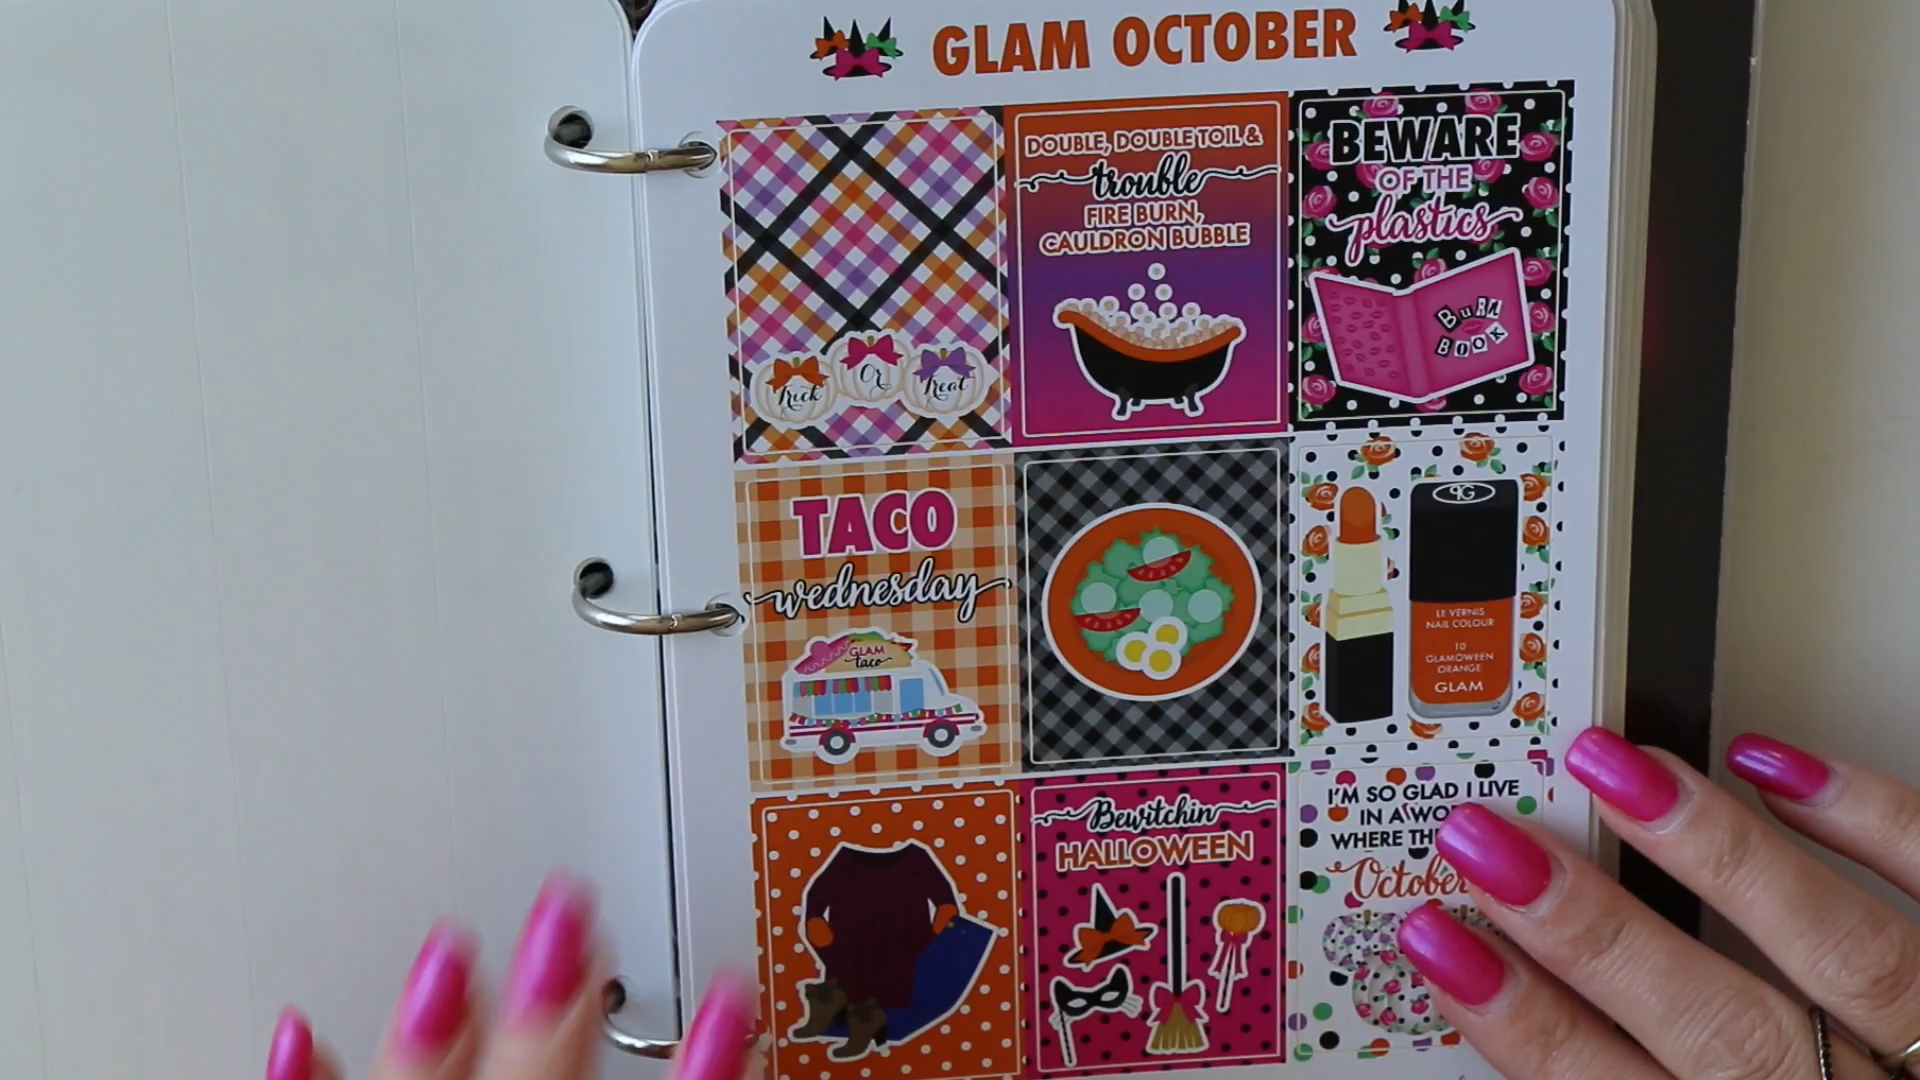 GLAM OCTOBER
Trick
Or
Treat
DOUBLE, DOUBLE TOIL &
trouble
FIRE BURN,
CAULDRON BUBBLE
BEWARE
OF THE
plastics
BURN
BOOK
TACO
wednesday
GLAM
taco
PG
LE VERNIS
NAIL COLOUR
10
GLAMOWEEN
ORANGE
GLAM
Bewitchin
HALLOWEEN
I'M SO GLAD I LIVE
IN A
WHERE
October